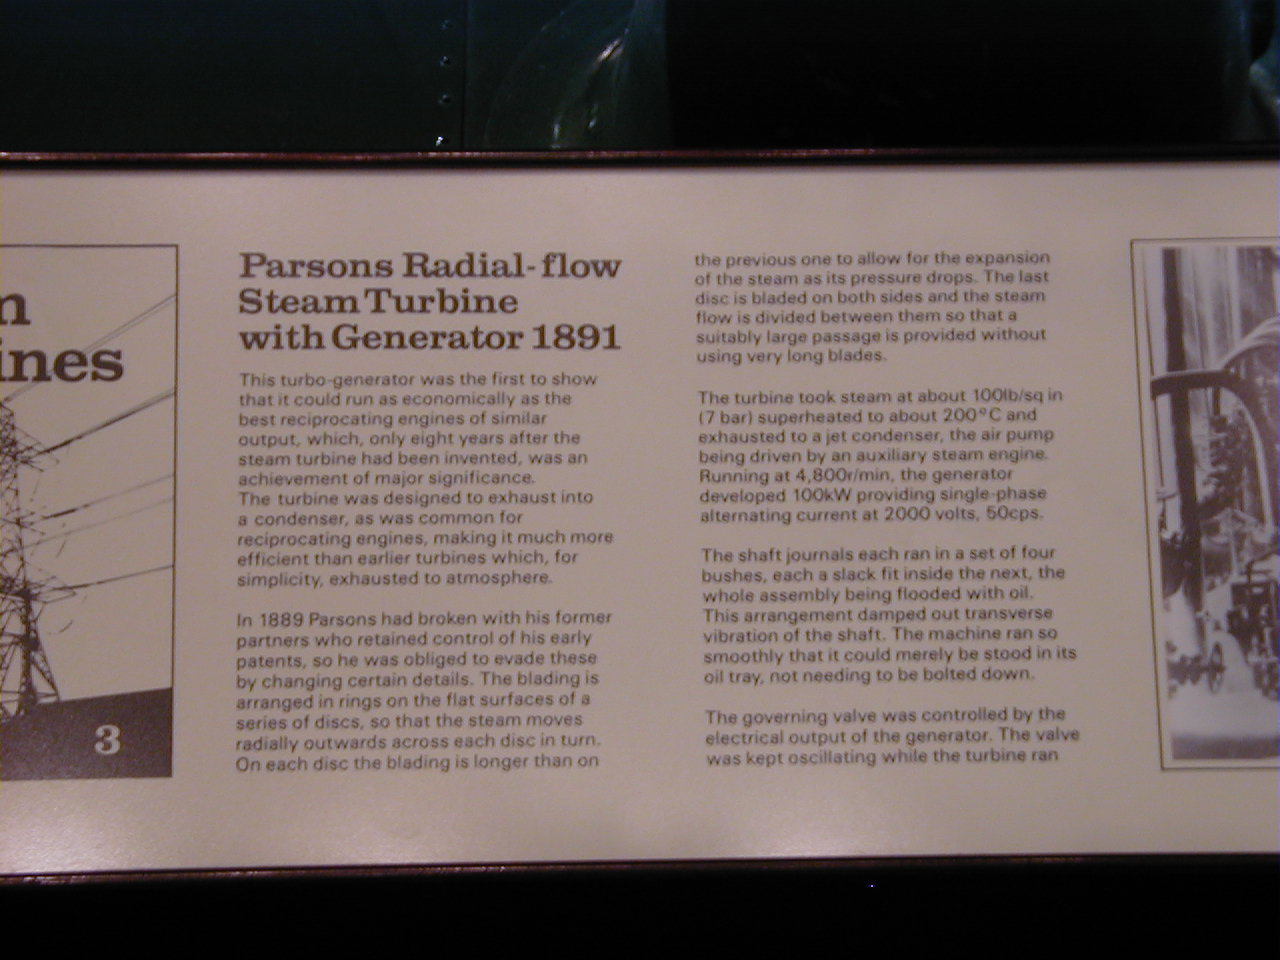 n
ines
3
Parsons Radial-flow
Steam Turbine
with Generator 1891
This turbo-generator was the first to show
that it could run as economically as the
best reciprocating engines of similar
output, which, only eight years after the
steam turbine had been invented, was an
achievement of major significance.
The turbine was designed to exhaust into
a condenser, as was common for
reciprocating engines, making it much more
efficient than earlier turbines which, for
simplicity, exhausted to atmosphere.
In 1889 Parsons had broken with his former
partners who retained control of his early
patents, so he was obliged to evade these
by changing certain details. The blading is
arranged in rings on the flat surfaces of a
series of discs, so that the steam moves
radially outwards across each disc in turn.
On each disc the blading is longer than on
the previous one to allow for the expansion
of the steam as its pressure drops. The last
disc is bladed on both sides and the steam
flow is divided between them so that a
suitably large passage is provided without
using very long blades.
The turbine took steam at about 100lb/sq in
(7 bar) superheated to about 200°C and
exhausted to a jet condenser, the air pump
being driven by an auxiliary steam engine.
Running at 4,800r/min, the generator
developed 100kW providing single-phase
alternating current at 2000 volts, 50cps.
The shaft journals each ran in a set of four
bushes, each a slack fit inside the next, the
whole assembly being flooded with oil.
This arrangement damped out transverse
vibration of the shaft. The machine ran so
smoothly that it could merely be stood in its
oil tray, not needing to be bolted down.
The governing valve was controlled by the
electrical output of the generator. The valve
was kept oscillating while the turbine ran